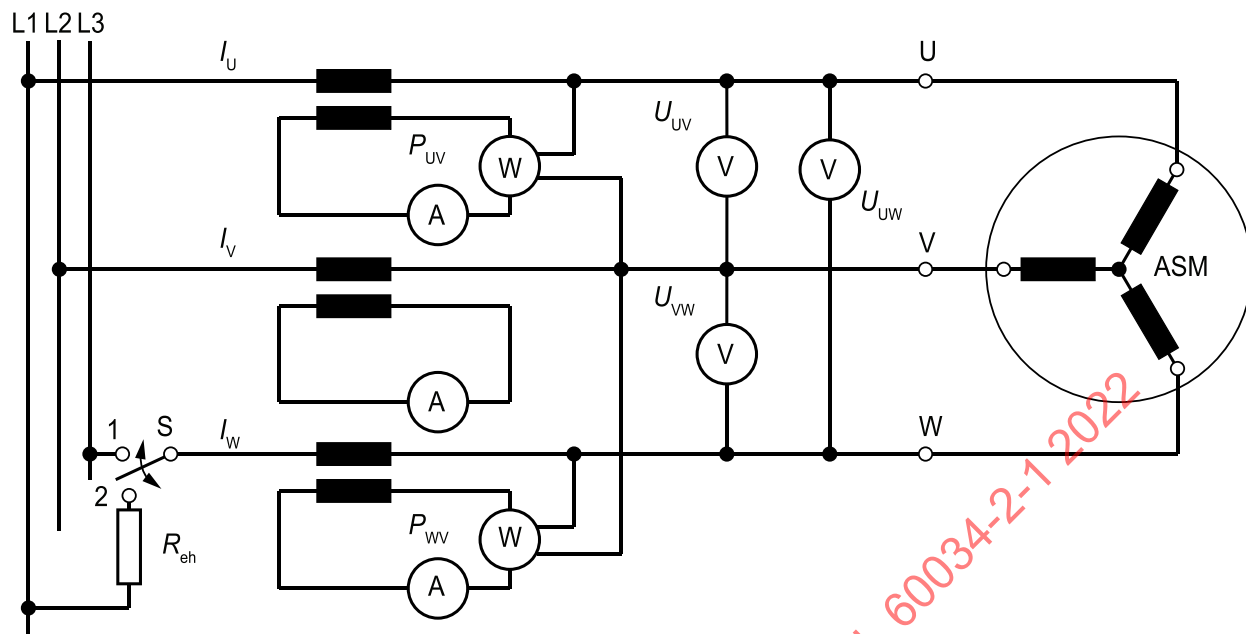 L1 L2 L3
I_U
U
P_UV
W
U_UV
V
V
U_UW
A
I_V
V
ASM
U_VW
V
A
1
S
I_W
W
2
R_eh
P_WV
W
A
60034-2-1 2022